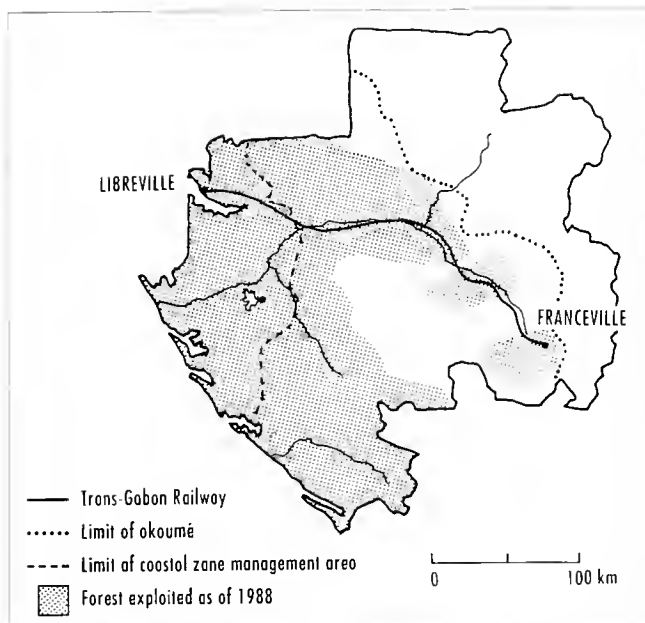 LIBREVILLE
FRANCEVILLE
Trans-Gabon Railway
Limit of okoumé
Limit of coastal zane management area
Forest exploited as of 1988
0 100 km